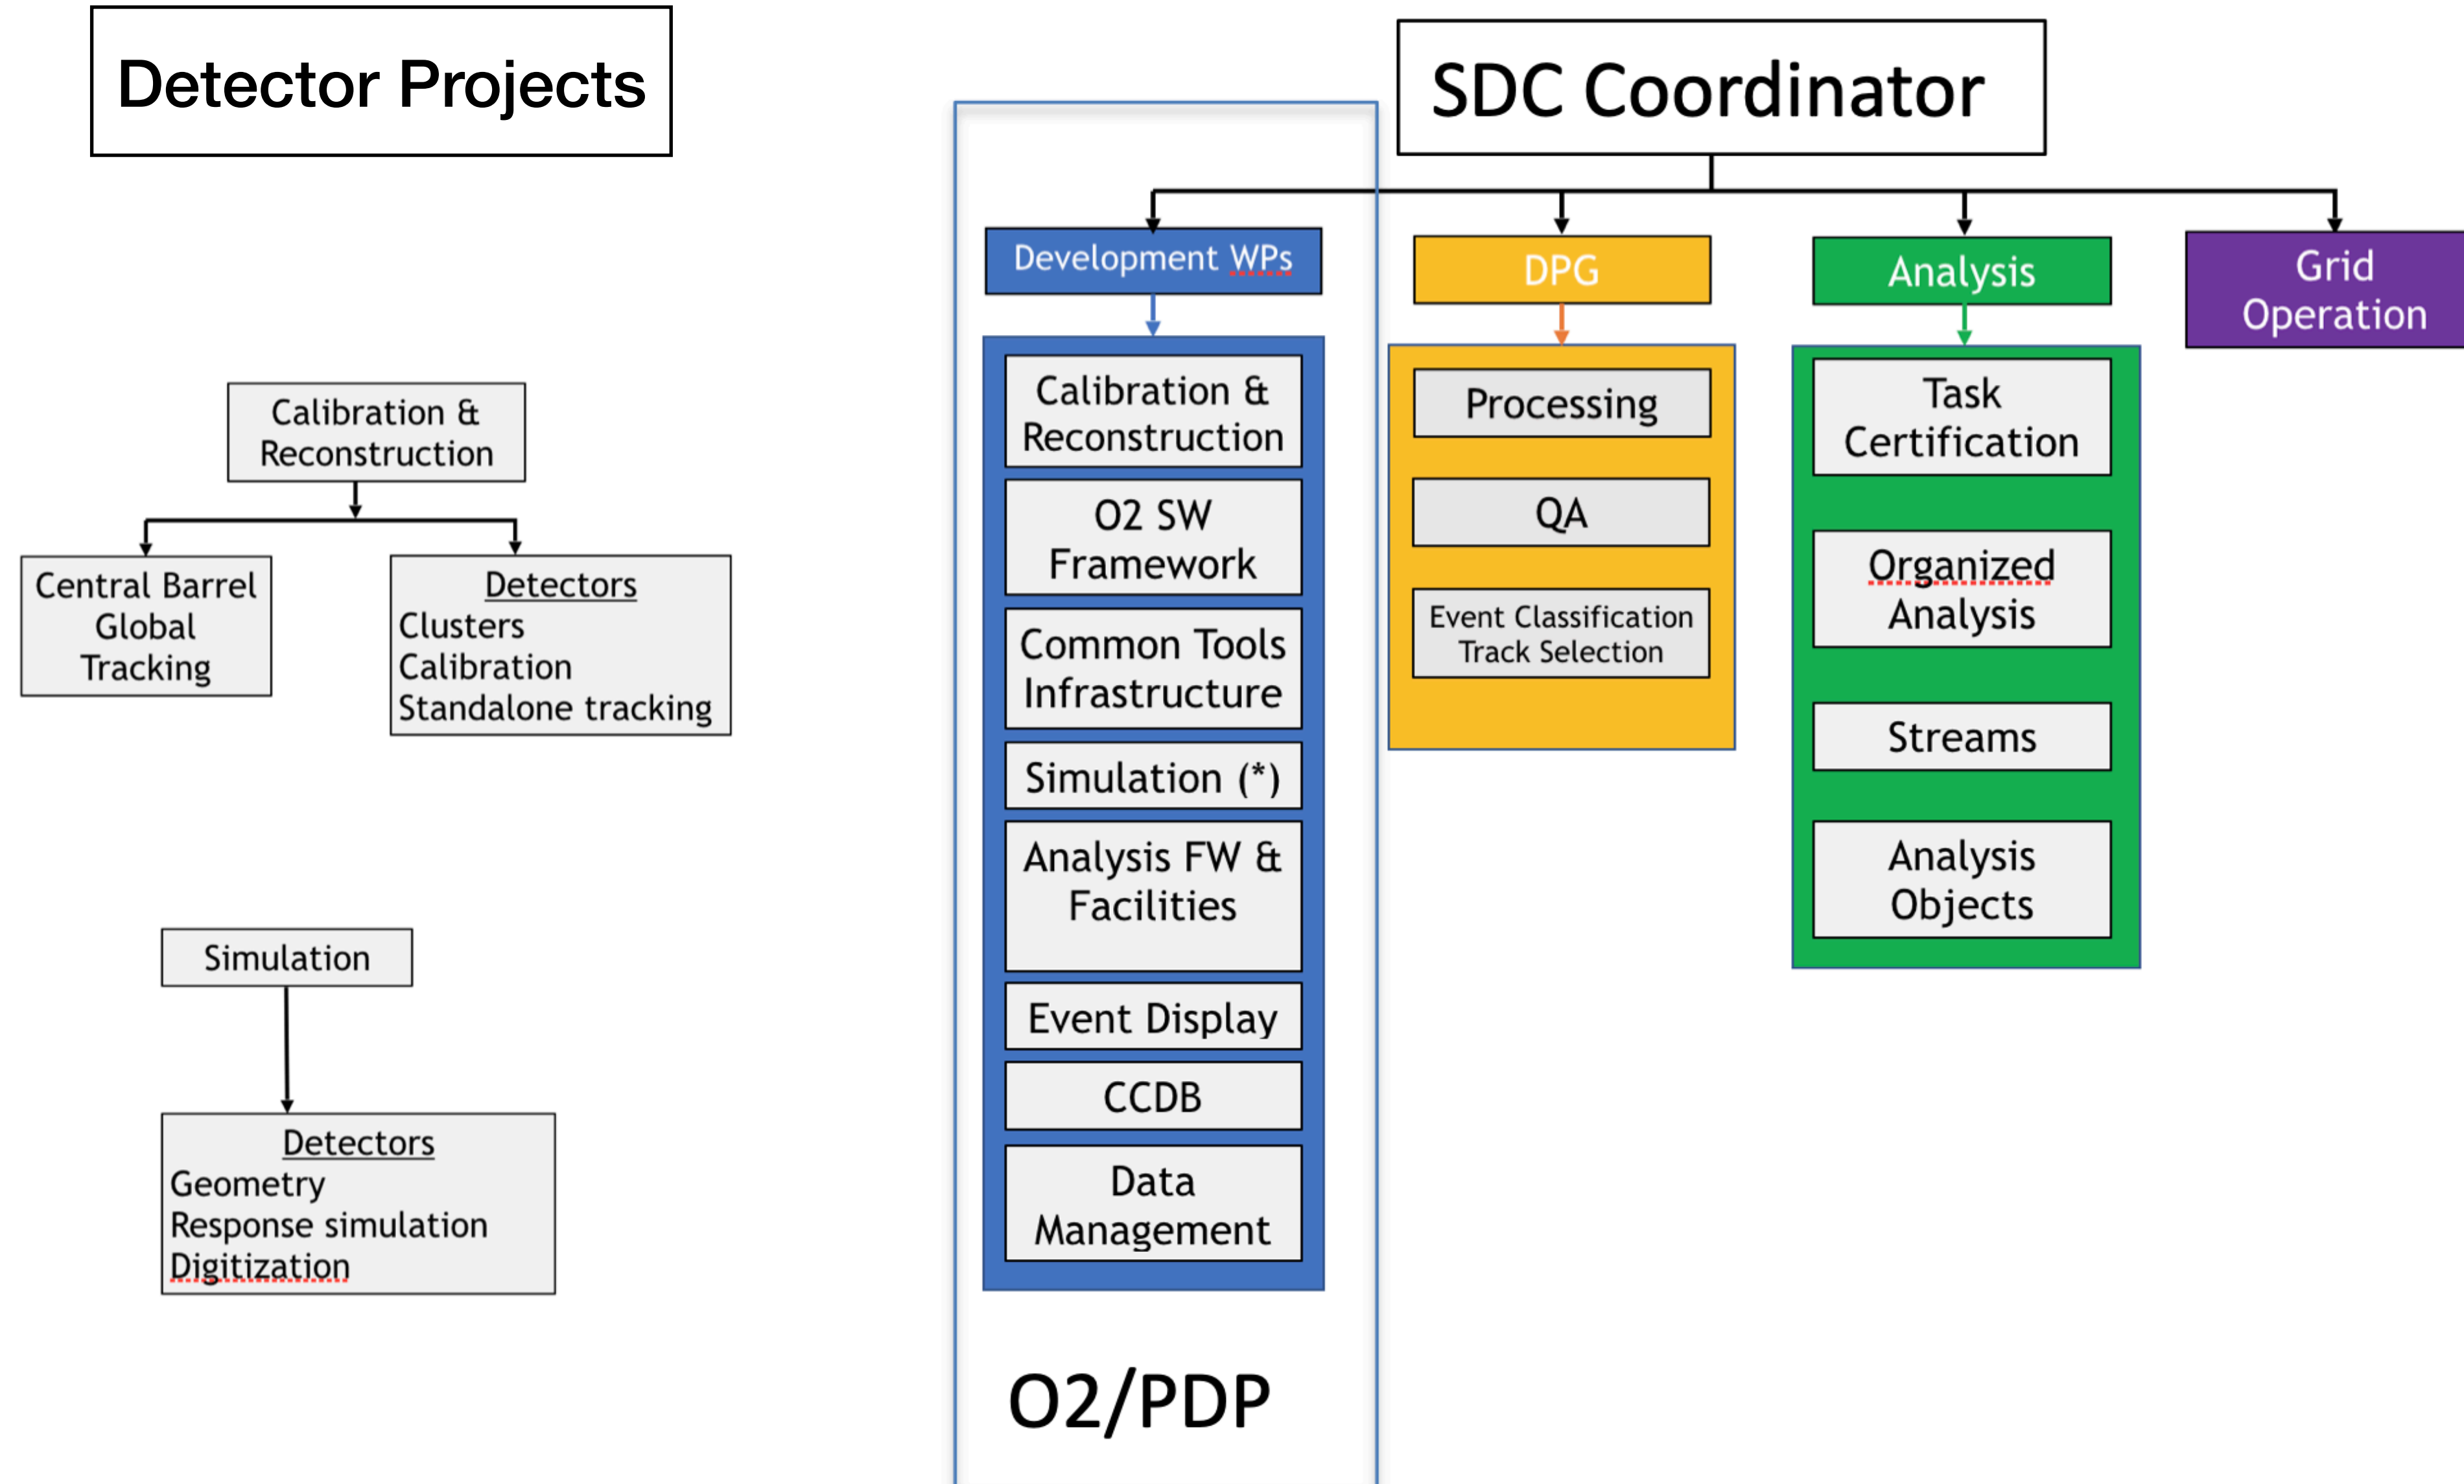 Detector Projects
Calibration &
Reconstruction
Central Barrel
Global
Tracking
Detectors
Clusters
Calibration
Standalone tracking
Simulation
Detectors
Geometry
Response simulation
Digitization
SDC Coordinator
Development WPs
Calibration &
Reconstruction
O2 SW
Framework
Common Tools
Infrastructure
Simulation (*)
Analysis FW &
Facilities
Event Display
CCDB
Data
Management
O2/PDP
DPG
Processing
QA
Event Classification
Track Selection
Analysis
Task
Certification
Organized
Analysis
Streams
Analysis
Objects
Grid
Operation